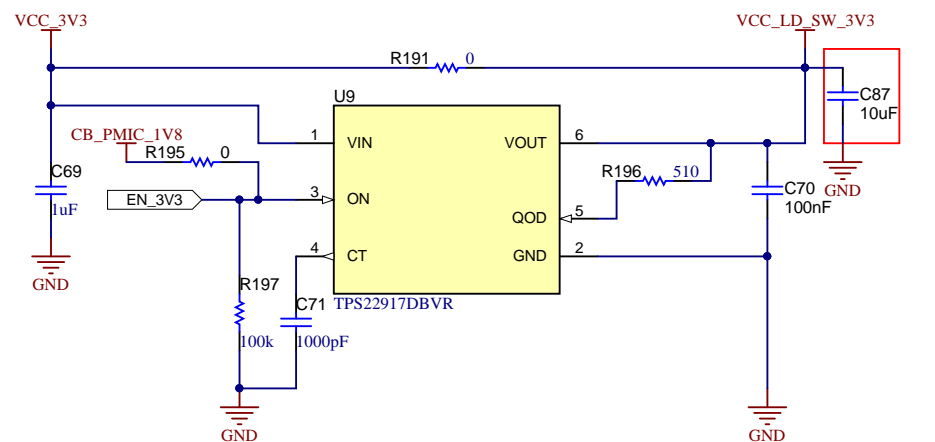 VCC_3V3
VCC_LD_SW_3V3
R191 0
C87
10uF
GND
U9
CB_PMIC_1V8
R195 0
1 VIN
VOUT 6
C69
1uF
GND
EN_3V3
3 ON
R196 510
C70
100nF
QOD 5
4 CT
GND 2
R197
100k
C71
1000pF
TPS22917DBVR
GND
GND